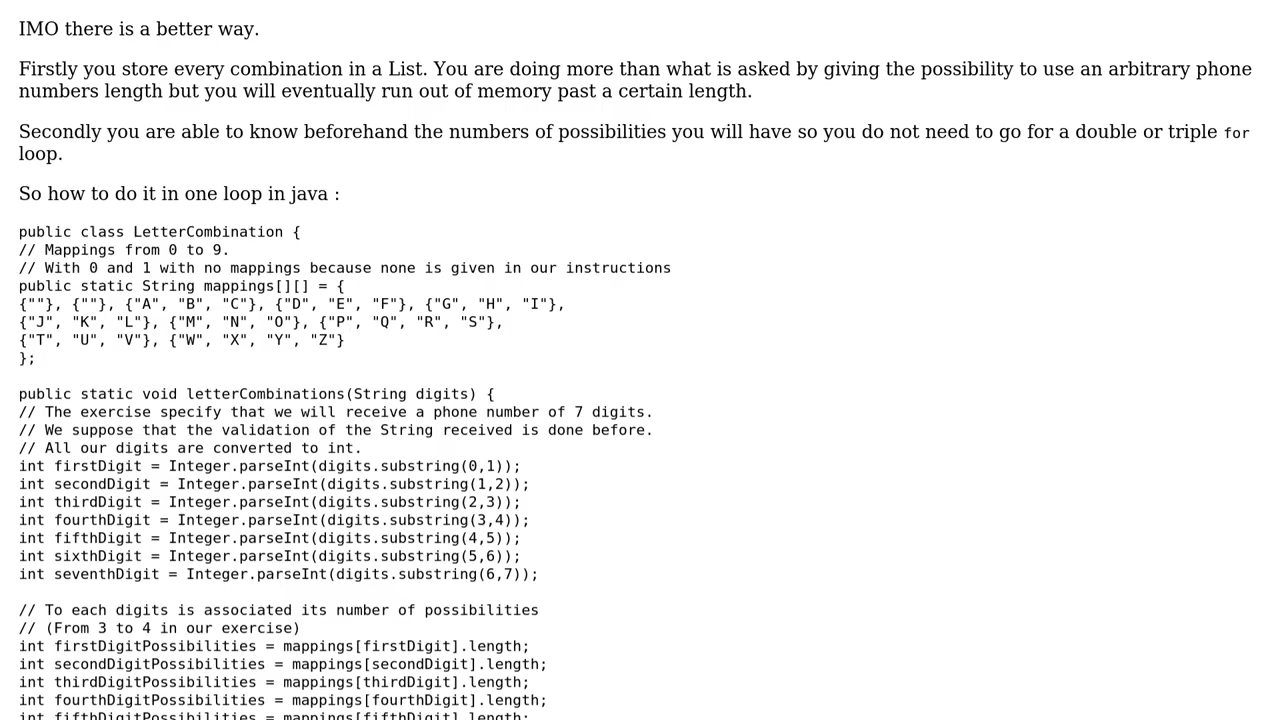 IMO there is a better way.
Firstly you store every combination in a List. You are doing more than what is asked by giving the possibility to use an arbitrary phone
numbers length but you will eventually run out of memory past a certain length.
Secondly you are able to know beforehand the numbers of possibilities you will have so you do not need to go for a double or triple for
loop.
So how to do it in one loop in java :
public class LetterCombination {
// Mappings from 0 to 9.
// With 0 and 1 with no mappings because none is given in our instructions
public static String mappings[][] = {
{""}, {""}, {"A", "B", "C"}, {"D", "E", "F"}, {"G", "H", "I"},
{"J", "K", "L"}, {"M", "N", "O"}, {"P", "Q", "R", "S"},
{"T", "U", "V"}, {"W", "X", "Y", "Z"}
};
public static void letterCombinations(String digits) {
// The exercise specify that we will receive a phone number of 7 digits.
// We suppose that the validation of the String received is done before.
// All our digits are converted to int.
int firstDigit = Integer.parseInt(digits.substring(0,1));
int secondDigit = Integer.parseInt(digits.substring(1,2));
int thirdDigit = Integer.parseInt(digits.substring(2,3));
int fourthDigit = Integer.parseInt(digits.substring(3,4));
int fifthDigit = Integer.parseInt(digits.substring(4,5));
int sixthDigit = Integer.parseInt(digits.substring(5,6));
int seventhDigit = Integer.parseInt(digits.substring(6,7));
// To each digits is associated its number of possibilities
// (From 3 to 4 in our exercise)
int firstDigitPossibilities = mappings[firstDigit].length;
int secondDigitPossibilities = mappings[secondDigit].length;
int thirdDigitPossibilities = mappings[thirdDigit].length;
int fourthDigitPossibilities = mappings[fourthDigit].length;
int fifthDigitPossibilities = mappings[fifthDigit].length;